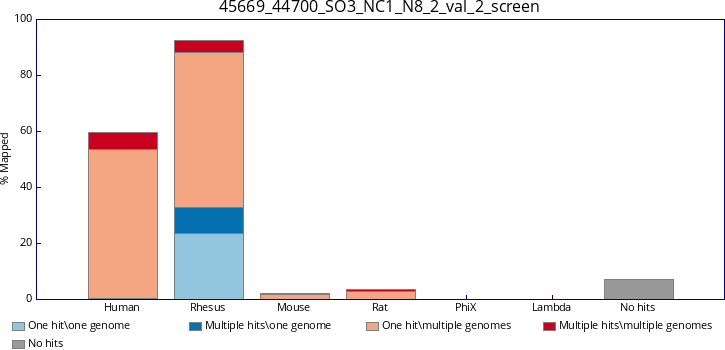 45669_44700_SO3_NC1_N8_2_val_2_screen
100
80
60
40
20
0
% Mapped
Human Rhesus Mouse Rat PhiX Lambda No hits
One hit\one genome Multiple hits\one genome One hit\multiple genomes Multiple hits\multiple genomes
No hits